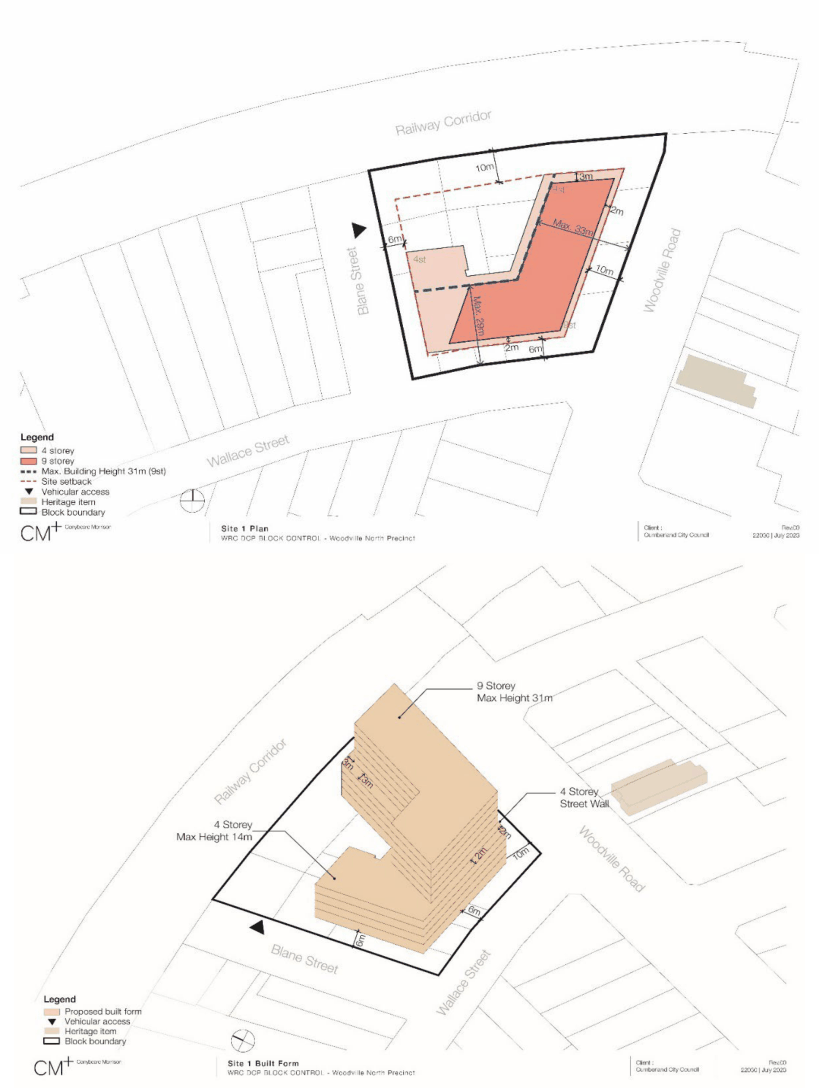 Railway Corridor
10m
3m
4st
2m
Max. 33m
6m
4st
Blane Street
10m
Woodville Road
Max. 29m
2m
6m
Wallace Street
Legend
4 storey
9 storey
Max. Building Height 31m (9st)
Site setback
Vehicular access
Heritage item
Block boundary
CM+
Site 1 Plan
WRC DCP BLOCK CONTROL - Woodville North Precinct
Client :
Cumberland City Council
Rev.00
22050 | July 2023
9 Storey
Max Height 31m
Railway Corridor
3m
3m
4 Storey
Street Wall
4 Storey
Max Height 14m
2m
2m
10m
Woodville Road
6m
6m
Blane Street
Wallace Street
Legend
Proposed built form
Vehicular access
Heritage item
Block boundary
CM+
Site 1 Built Form
WRC DCP BLOCK CONTROL - Woodville North Precinct
Client :
Cumberland City Council
Rev.00